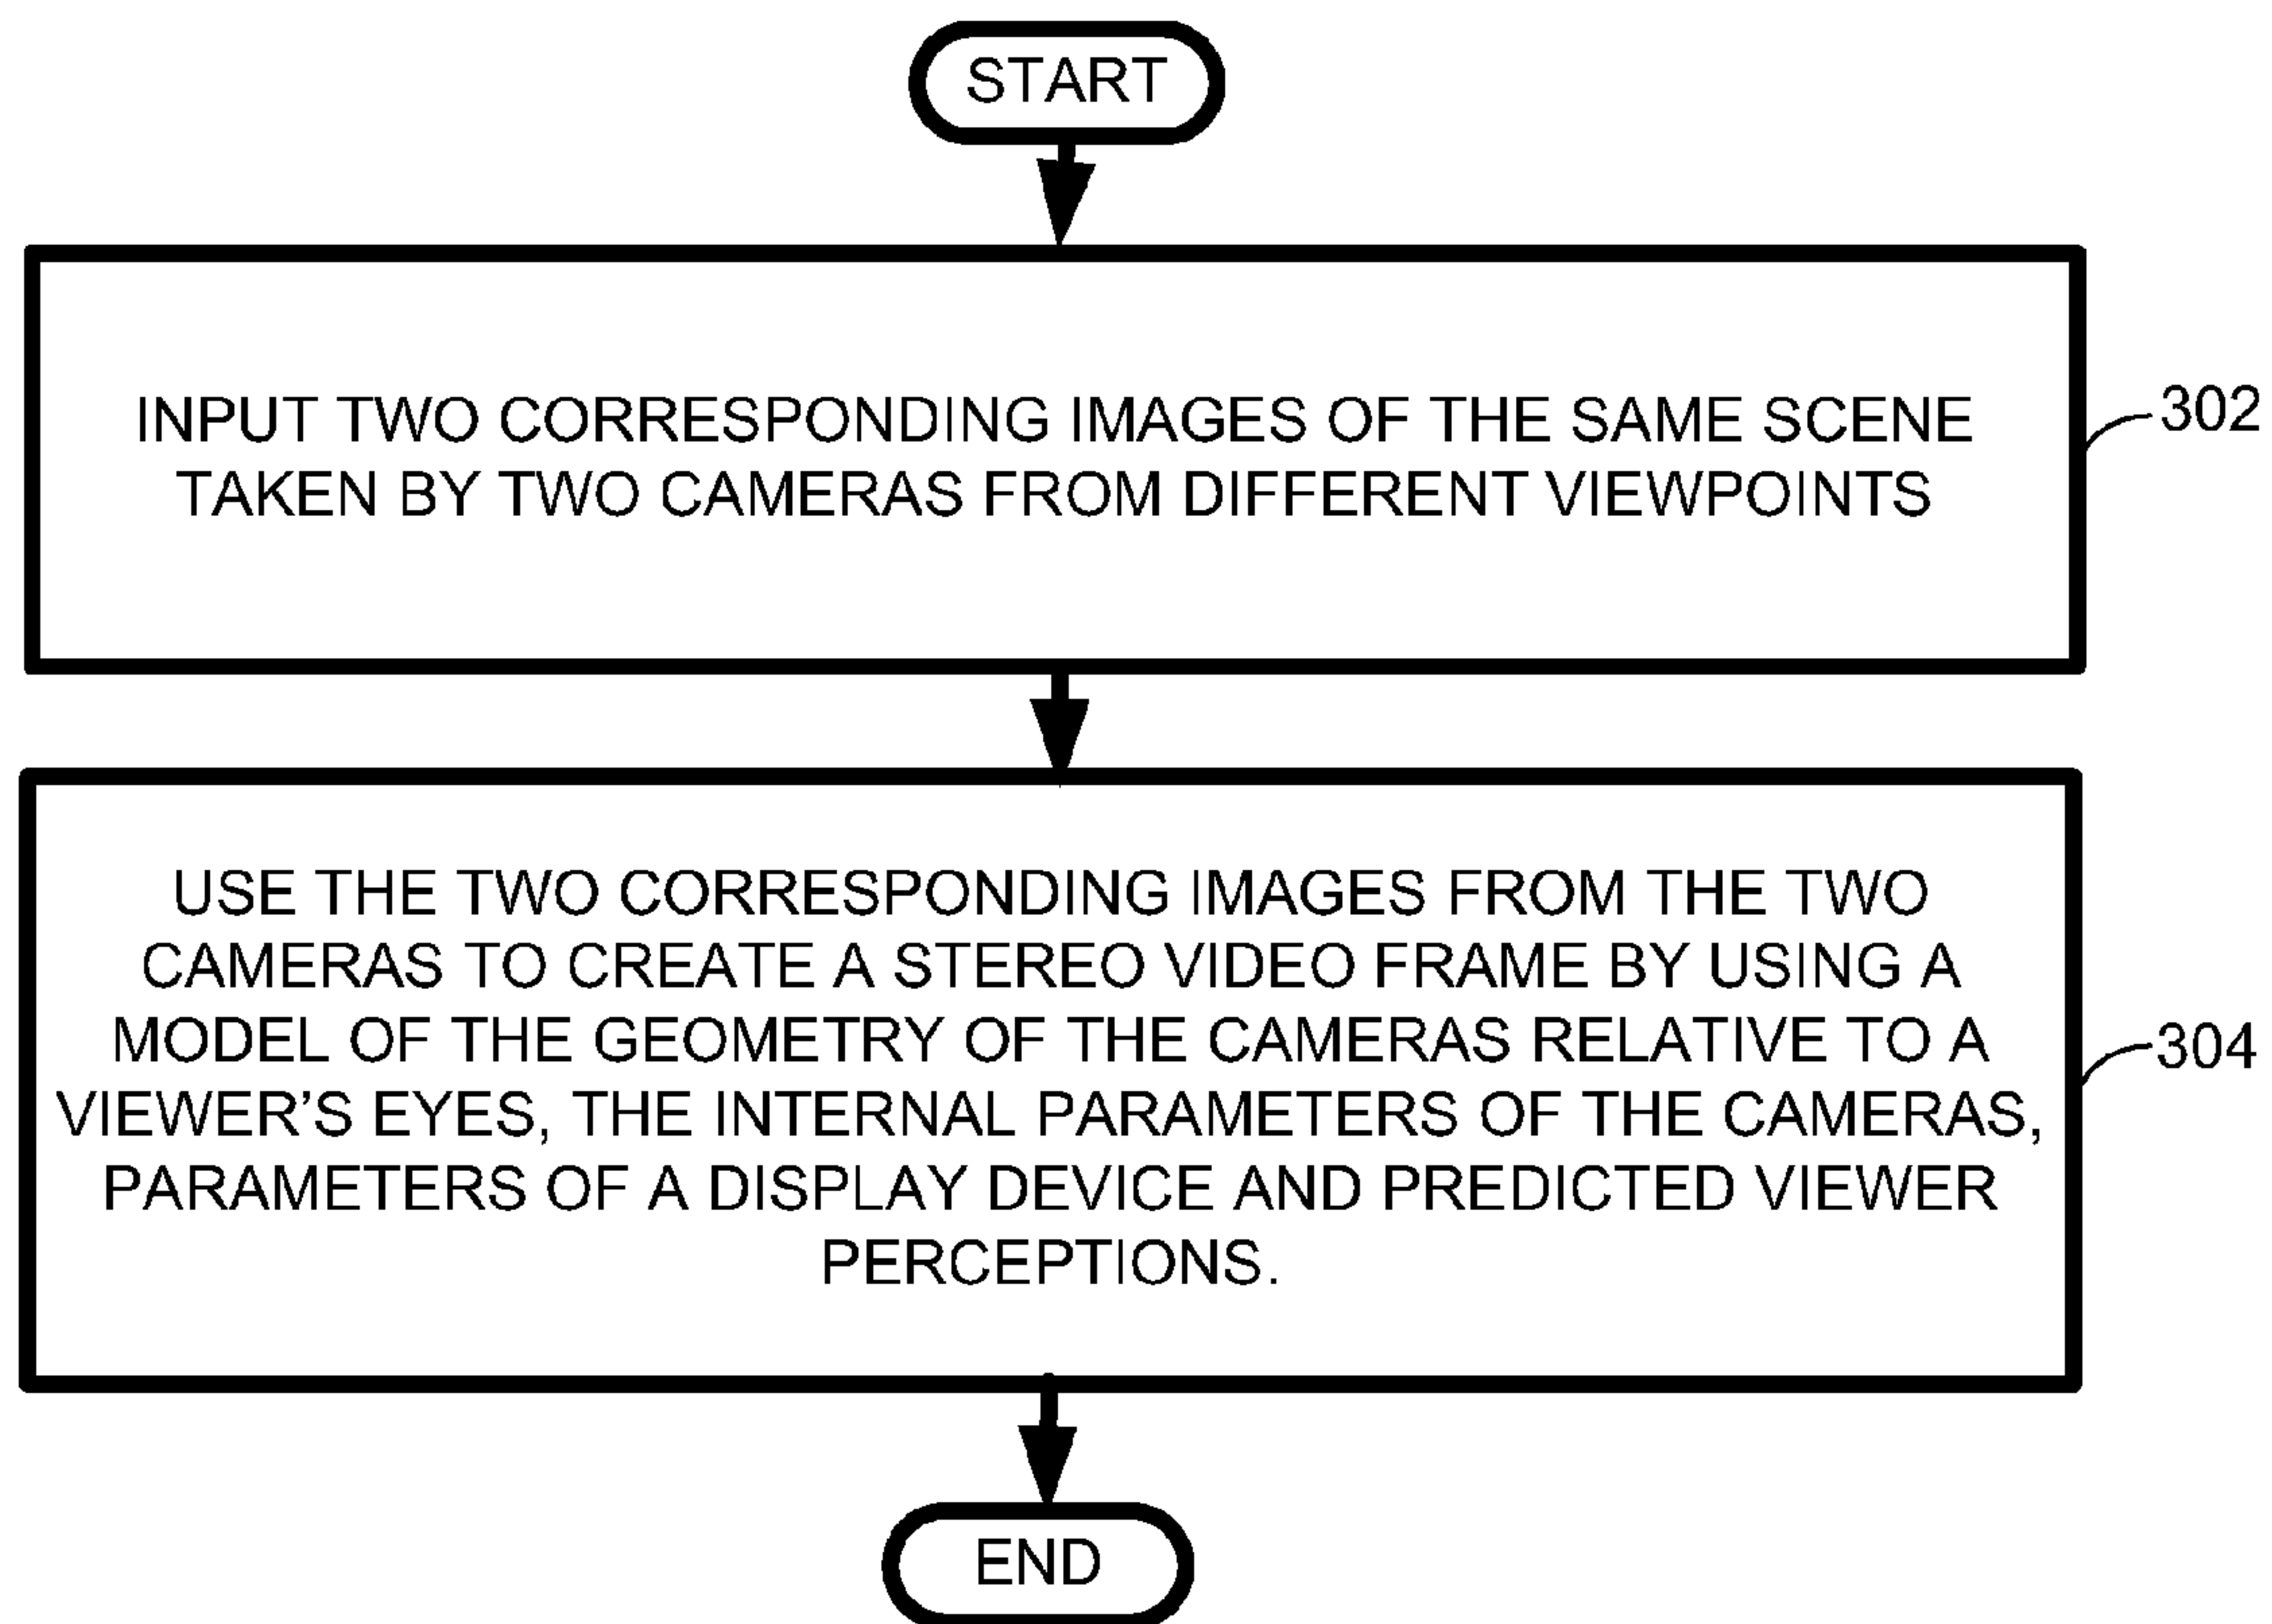 START
INPUT TWO CORRESPONDING IMAGES OF THE SAME SCENE
TAKEN BY TWO CAMERAS FROM DIFFERENT VIEWPOINTS
302
USE THE TWO CORRESPONDING IMAGES FROM THE TWO
CAMERAS TO CREATE A STEREO VIDEO FRAME BY USING A
MODEL OF THE GEOMETRY OF THE CAMERAS RELATIVE TO A
VIEWER'S EYES, THE INTERNAL PARAMETERS OF THE CAMERAS,
PARAMETERS OF A DISPLAY DEVICE AND PREDICTED VIEWER
PERCEPTIONS.
304
END